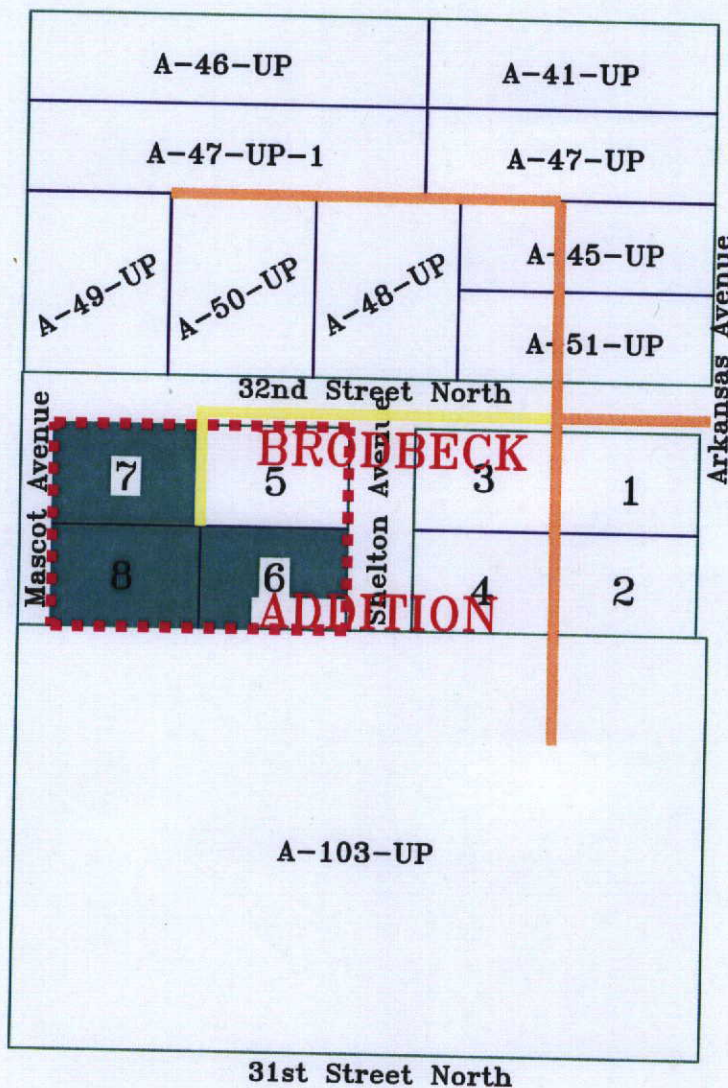 A-46-UP
A-41-UP
A-47-UP-1
A-47-UP
A-49-UP
A-50-UP
A-48-UP
A-45-UP
A-51-UP
Arkansas Avenue
32nd Street North
Mascot Avenue
BRODBECK
Shelton Avenue
7
5
3
1
8
6
4
2
ADDITION
A-103-UP
31st Street North